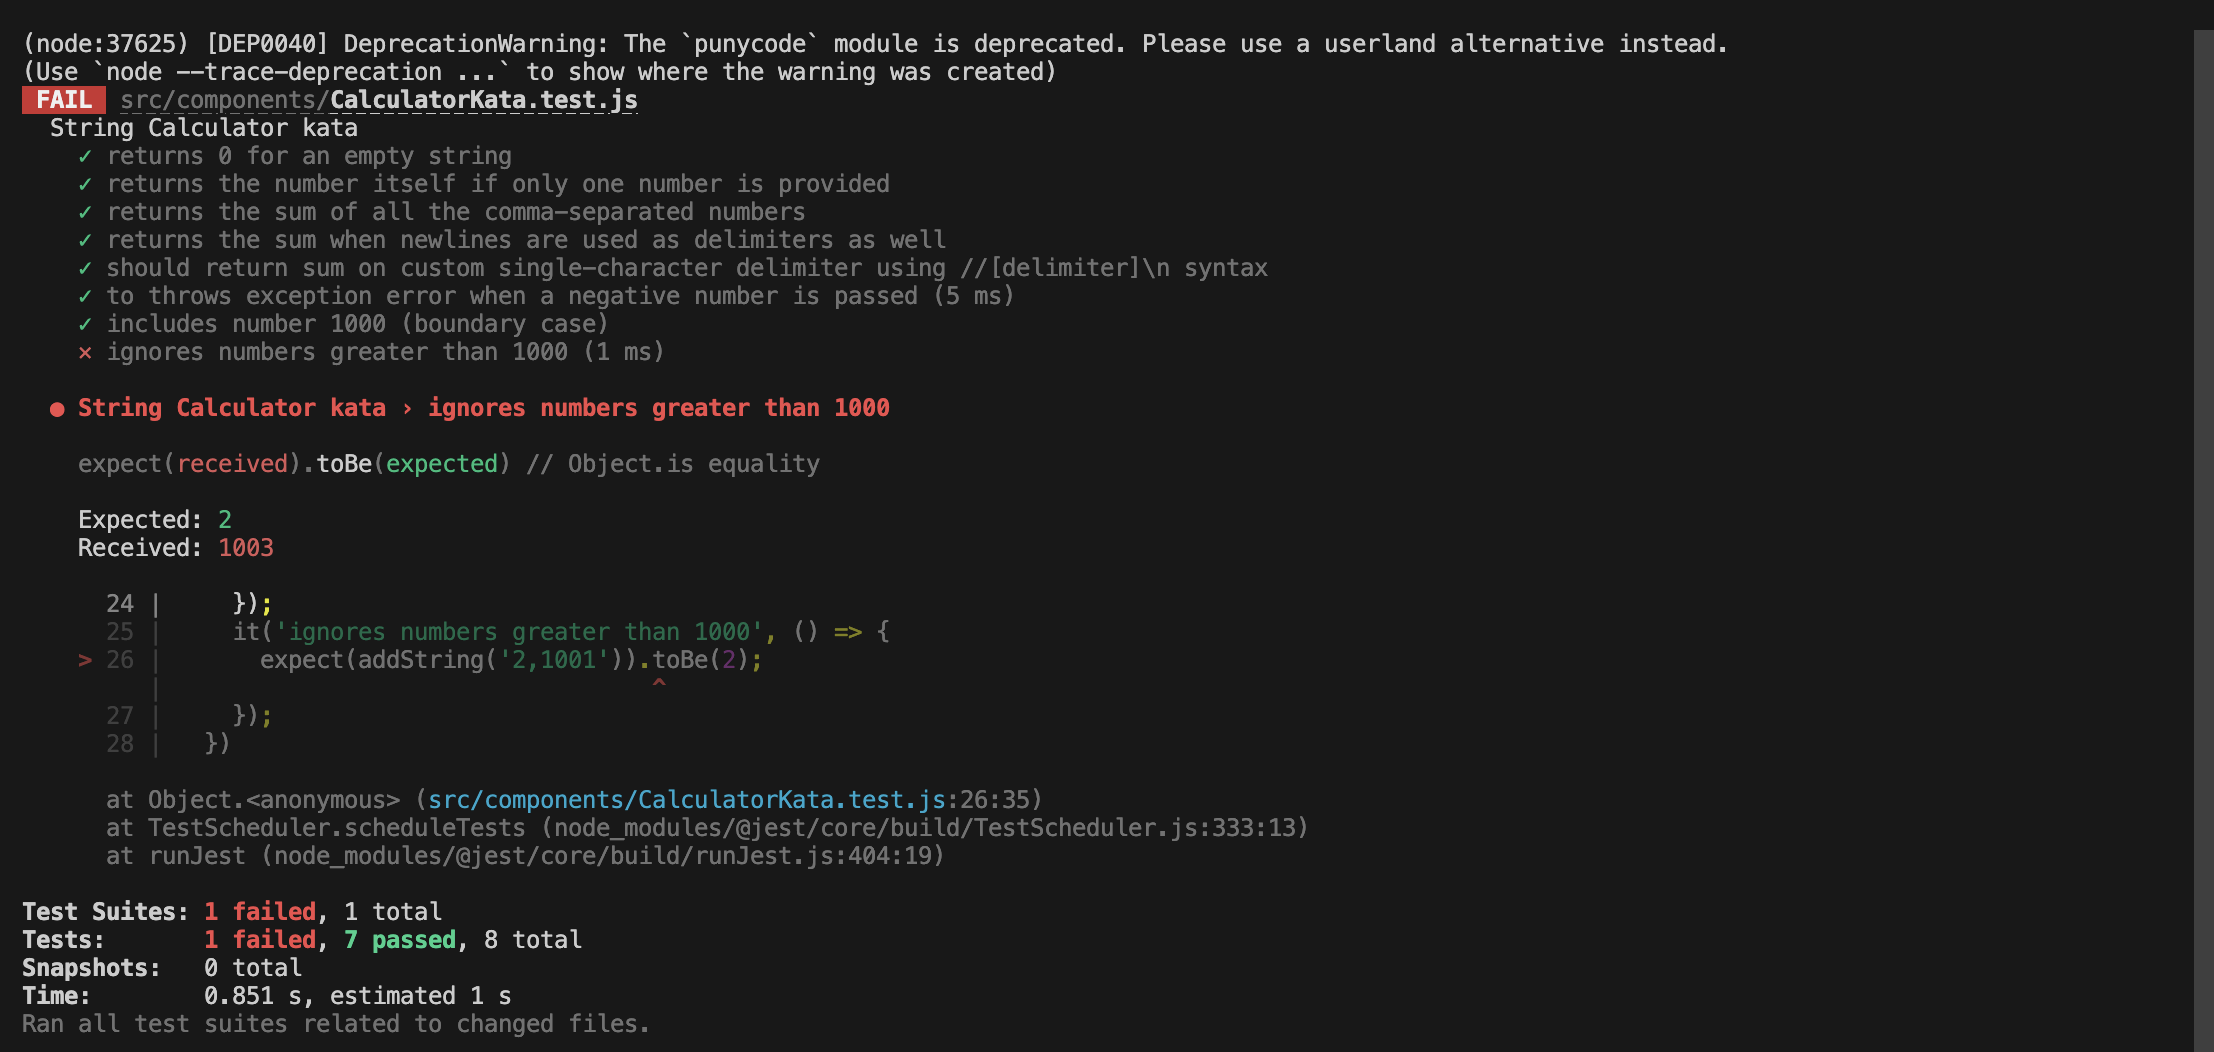 (node:37625) [DEP0040] DeprecationWarning: The `punycode` module is deprecated. Please use a userland alternative instead.
(Use `node --trace-deprecation ...` to show where the warning was created)
FAIL src/components/CalculatorKata.test.js
String Calculator kata
✓ returns 0 for an empty string
✓ returns the number itself if only one number is provided
✓ returns the sum of all the comma-separated numbers
✓ returns the sum when newlines are used as delimiters as well
✓ should return sum on custom single-character delimiter using //[delimiter]\n syntax
✓ to throws exception error when a negative number is passed (5 ms)
✓ includes number 1000 (boundary case)
✕ ignores numbers greater than 1000 (1 ms)
● String Calculator kata › ignores numbers greater than 1000
expect(received).toBe(expected) // Object.is equality
Expected: 2
Received: 1003
24 |     });
25 |     it('ignores numbers greater than 1000', () => {
> 26 |       expect(addString('2,1001')).toBe(2);
|                                   ^
27 |     });
28 |   })
at Object.<anonymous> (src/components/CalculatorKata.test.js:26:35)
at TestScheduler.scheduleTests (node_modules/@jest/core/build/TestScheduler.js:333:13)
at runJest (node_modules/@jest/core/build/runJest.js:404:19)
Test Suites: 1 failed, 1 total
Tests:       1 failed, 7 passed, 8 total
Snapshots:   0 total
Time:        0.851 s, estimated 1 s
Ran all test suites related to changed files.